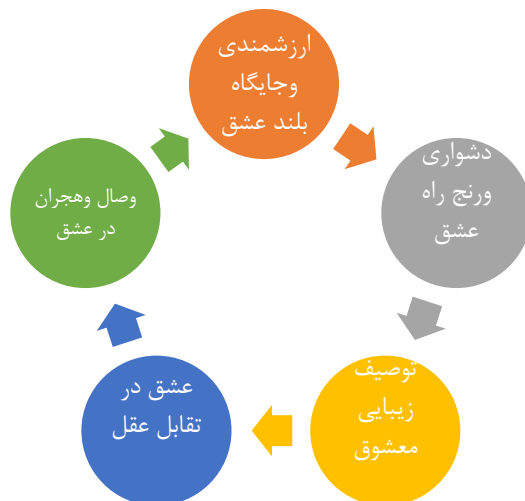 ارزشمندی
وجایگاه
بلند عشق
دشواری
ورنج راه
عشق
توصیف
زیبایی
معشوق
عشق در
تقابل عقل
وصال وهجران
در عشق